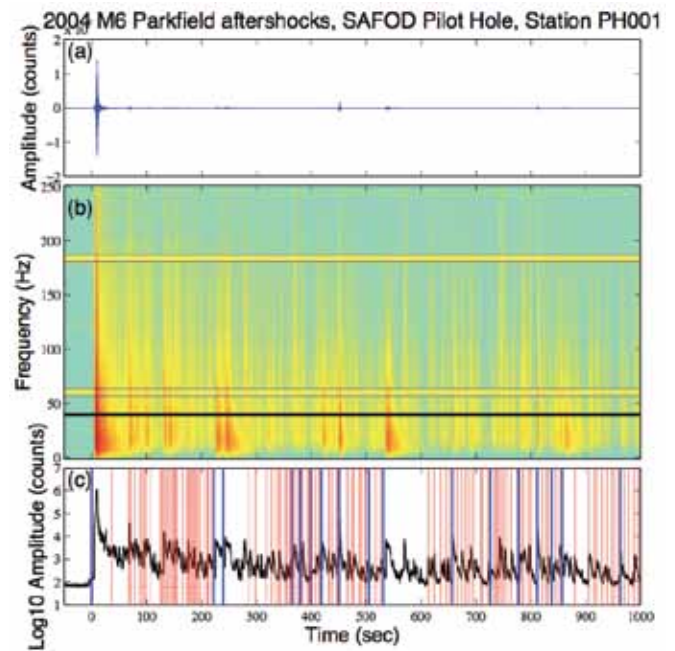 2004 M6 Parkfield aftershocks, SAFOD Pilot Hole, Station PH001
(a)
Amplitude (counts)
2
1
0
−1
−2
(b)
Frequency (Hz)
250
200
150
100
50
0
(c)
Log10 Amplitude (counts)
7
6
5
4
3
2
1
0 100 200 300 400 500 600 700 800 900 1000
Time (sec)